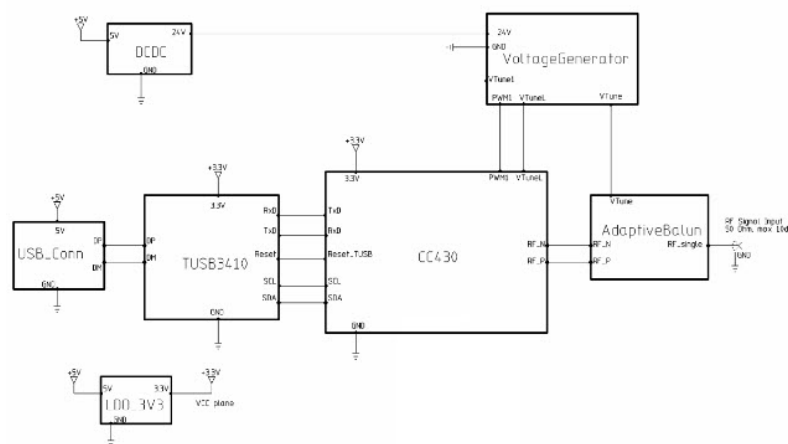 +5V
5V
24V
DCDC
GND
24V
GND
VoltageGenerator
VTuneL
PWM1
VTuneL
VTune
+3.3V
3.3V
PWM1
VTuneL
+5V
5V
USB_Conn
DP
DM
GND
+3.3V
3.3V
DP
DM
TUSB3410
RxD
TxD
Reset
SCL
SDA
GND
TxD
RxD
Reset_TUSB
SCL
SDA
CC430
RF_N
RF_P
GND
VTune
AdaptiveBalun
RF_N
RF_single
RF_P
RF Signal Input
50 Ohm, max 10d
GND
+5V
5V
3.3V
+3.3V
LDO_3V3
GND
VCC plane